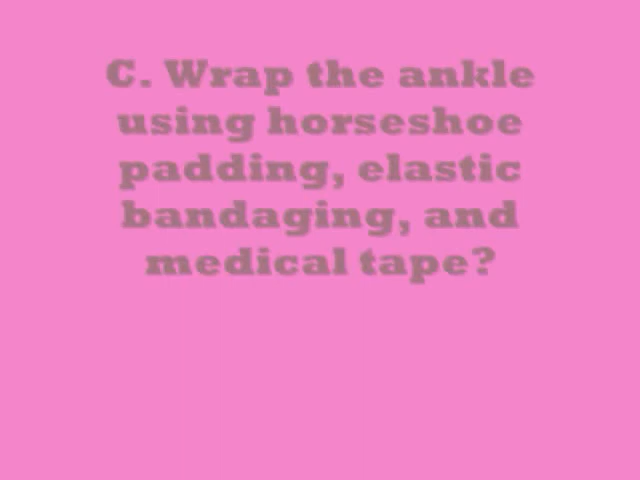 C. Wrap the ankle
using horseshoe
padding, elastic
bandaging, and
medical tape?